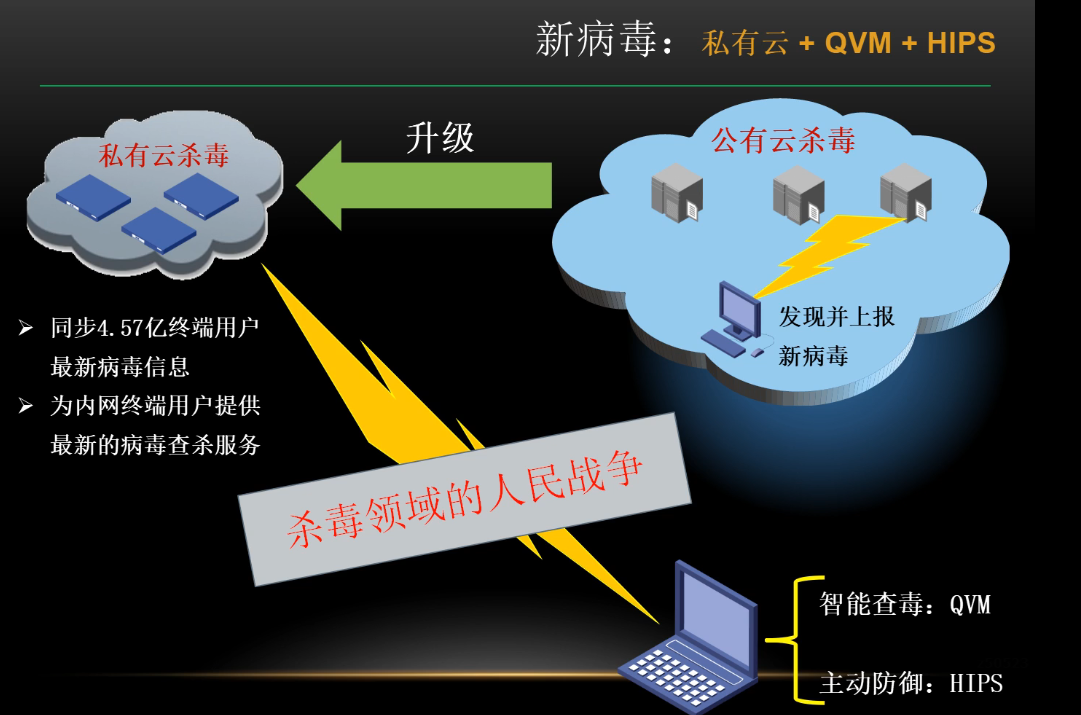 新病毒：私有云 + QVM + HIPS
私有云杀毒
升级
公有云杀毒
发现并上报
新病毒
➢ 同步4.57亿终端用户
最新病毒信息
➢ 为内网终端用户提供
最新的病毒查杀服务
杀毒领域的人民战争
智能查毒：QVM
主动防御：HIPS